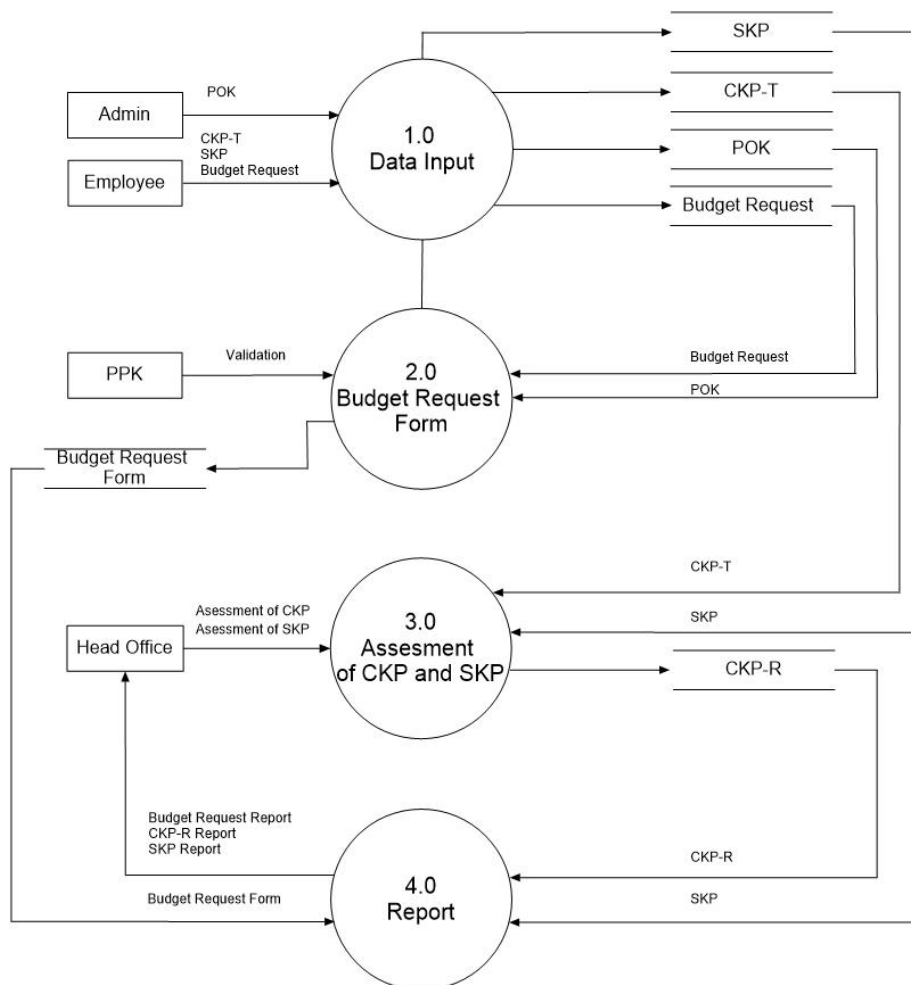 SKP
CKP-T
POK
Budget Request
Admin
POK
Employee
CKP-T
SKP
Budget Request
1.0
Data Input
PPK
Validation
2.0
Budget Request
Form
Budget Request
POK
Budget Request
Form
CKP-T
SKP
Head Office
Asessment of CKP
Asessment of SKP
3.0
Assesment
of CKP and SKP
CKP-R
Budget Request Report
CKP-R Report
SKP Report
Budget Request Form
4.0
Report
CKP-R
SKP